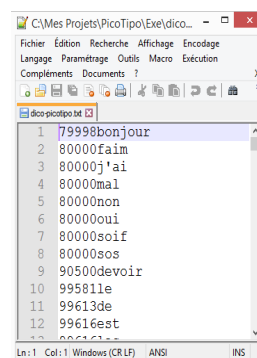 C:\Mes Projets\PicoTipo\Exe\dico...
Fichier Édition Recherche Affichage Encodage
Langage Paramétrage Outils Macro Exécution
Compléments Documents ? X
dico-picotipo.txt
1 79998bonjour
2 80000faim
3 80000j'ai
4 80000mal
5 80000non
6 80000oui
7 80000soif
8 80000sos
9 90500devoir
10 99581le
11 99613de
12 99616est
Ln:1 Col:1 Windows (CR LF) ANSI INS